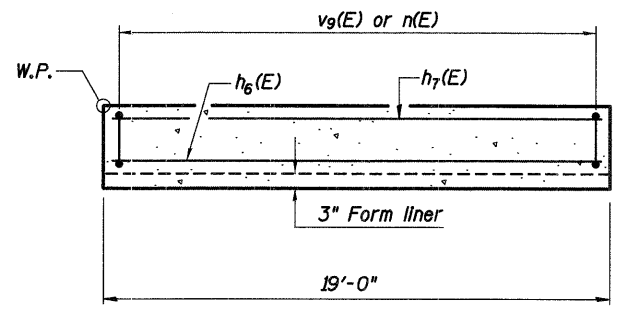 v9(E) or n(E)
W.P.
h6(E)
h7(E)
3" Form liner
19'-0"